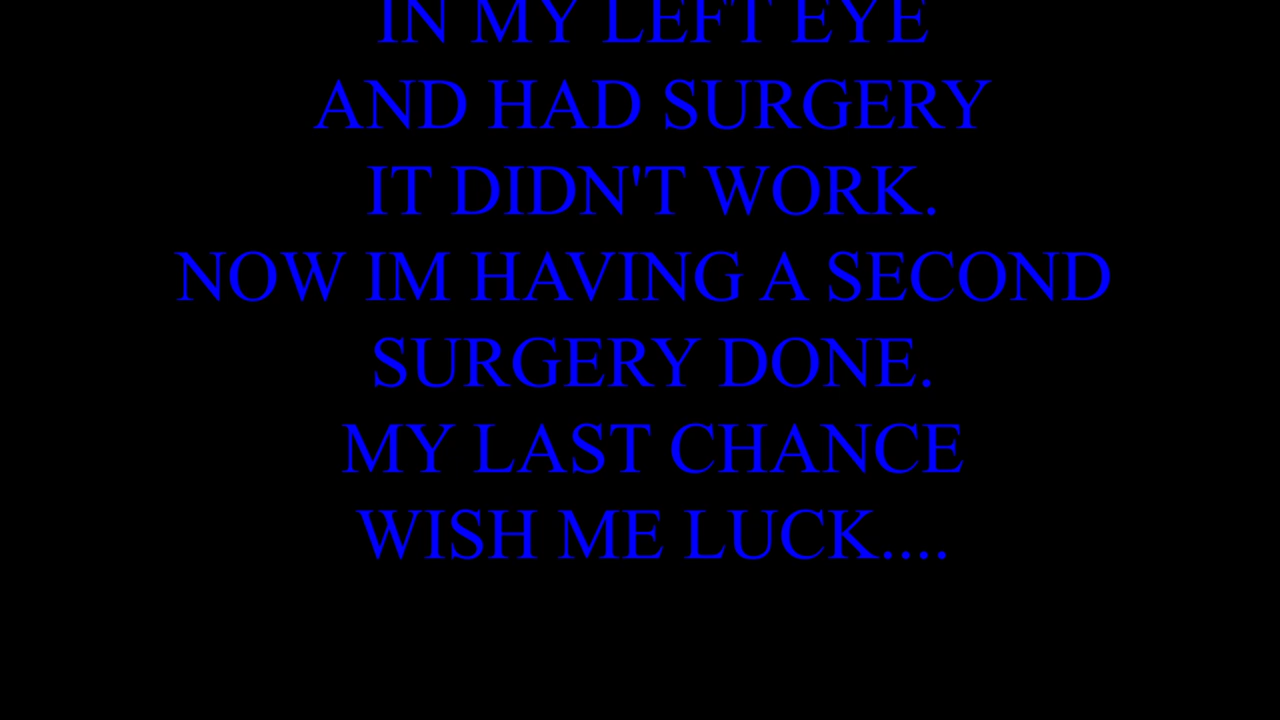 IN MY LEFT EYE
AND HAD SURGERY
IT DIDN'T WORK.
NOW IM HAVING A SECOND
SURGERY DONE.
MY LAST CHANCE
WISH ME LUCK....